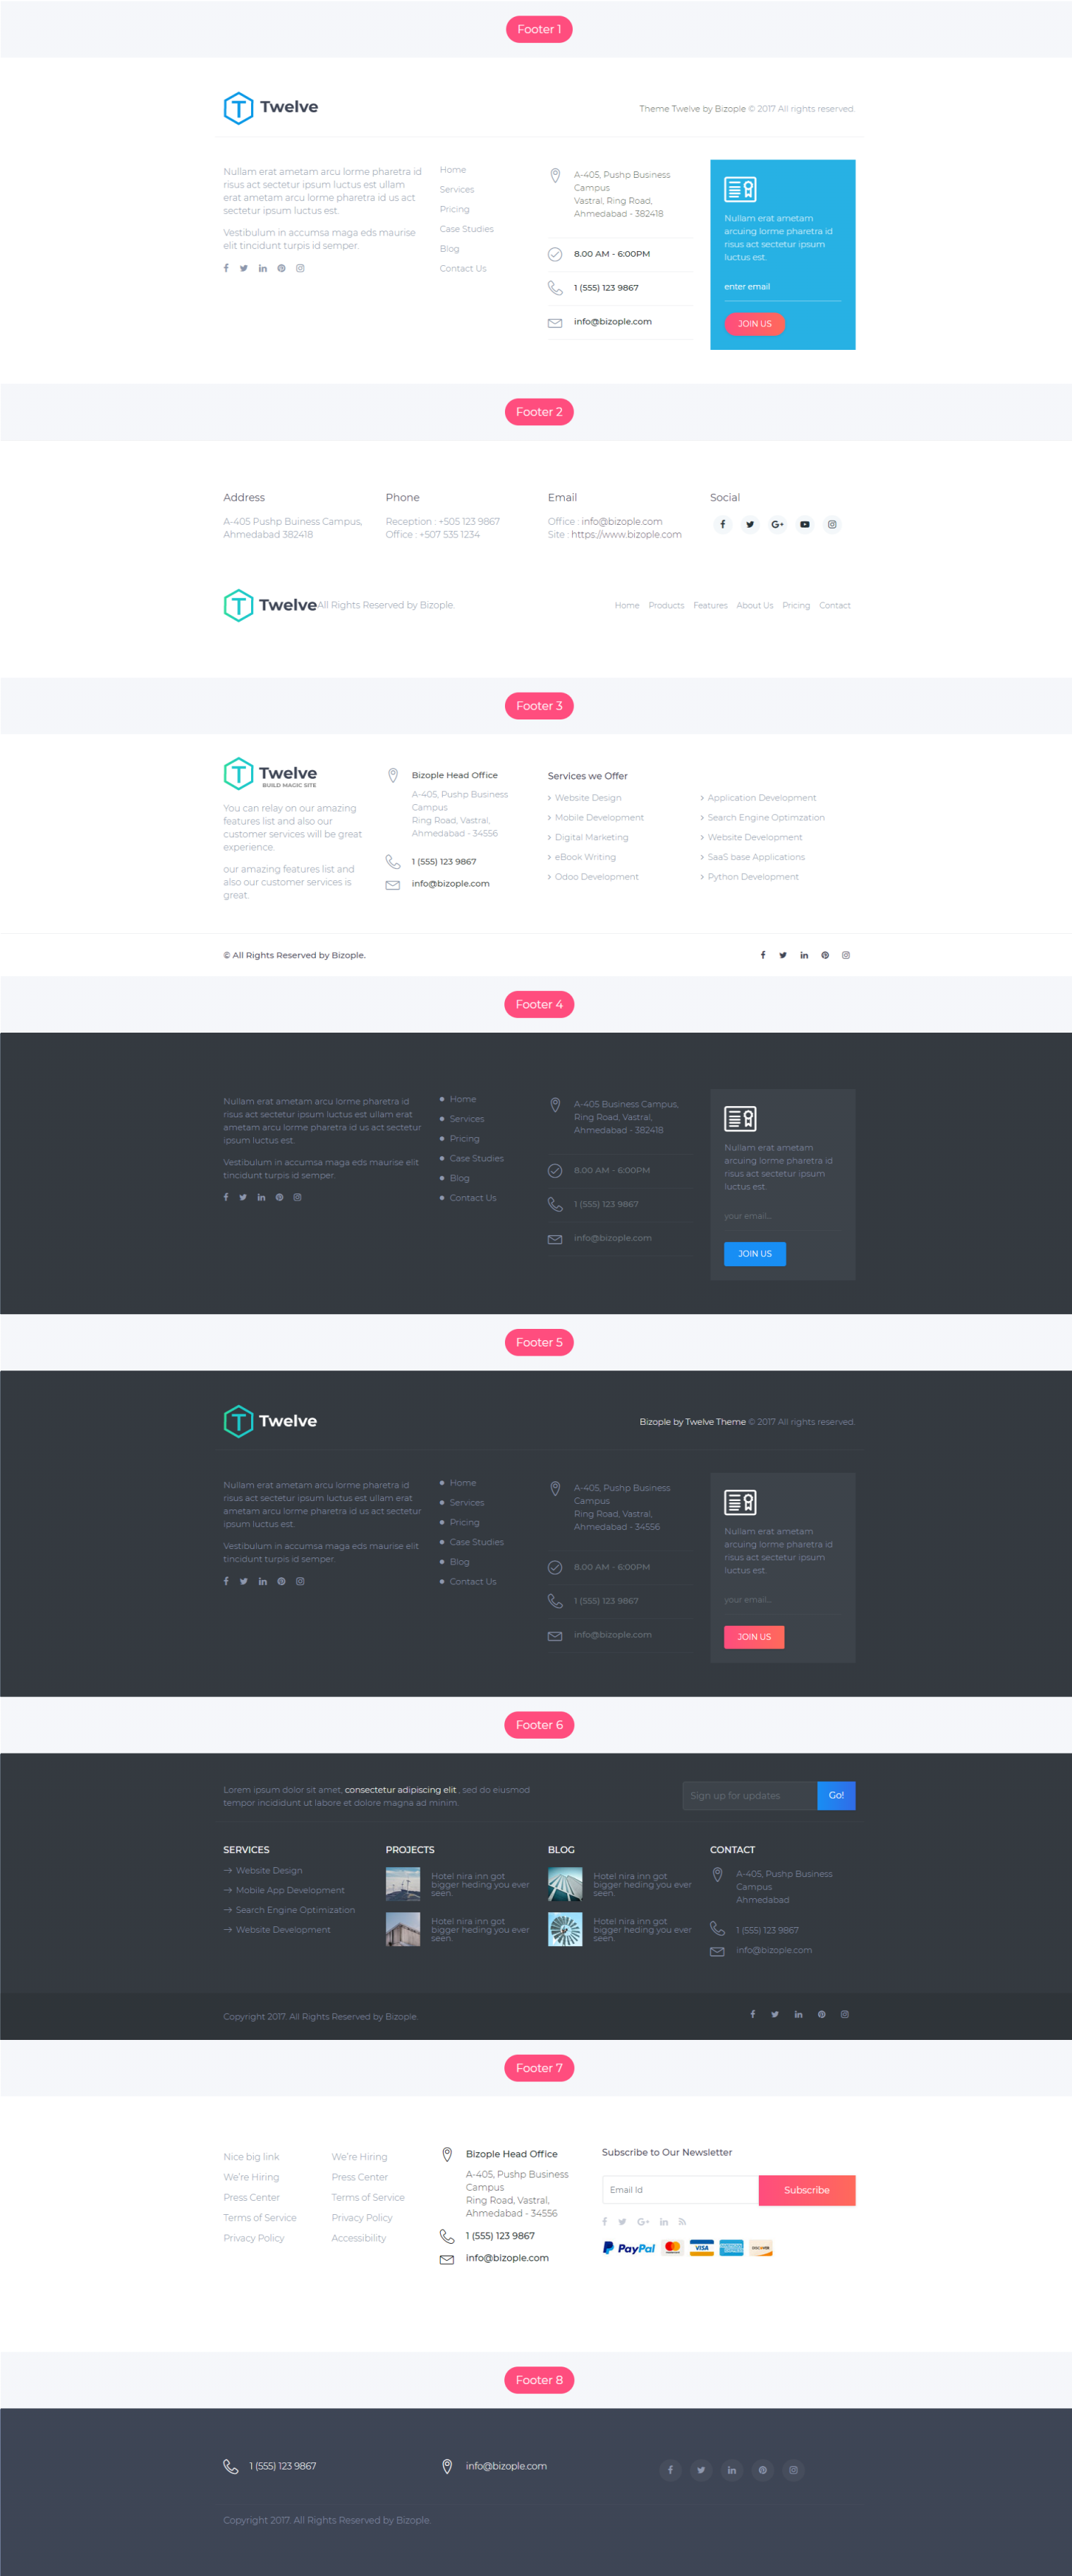 Footer 1
Twelve
Theme Twelve by Bizople © 2017 All rights reserved.
Nullam erat ametam arcu lorme pharetra id
risus act sectetur ipsum luctus est ullam
erat ametam arcu lorme pharetra id us act
sectetur ipsum luctus est.
Vestibulum in accumsa maga eds maurise
elit tincidunt turpis id semper.
Home
Services
Pricing
Case Studies
Blog
Contact Us
A-405, Pushp Business
Campus
Vastral, Ring Road,
Ahmedabad - 382418
8.00 AM - 6:00PM
1 (555) 123 9867
info@bizople.com
Nullam erat ametam
arcuing lorme pharetra id
risus act sectetur ipsum
luctus est.
enter email
JOIN US
Footer 2
Address
A-405 Pushp Buiness Campus,
Ahmedabad 382418
Phone
Reception : +505 123 9867
Office : +507 535 1234
Email
Office : info@bizople.com
Site : https://www.bizople.com
Social
Twelve All Rights Reserved by Bizople.
Home Products Features About Us Pricing Contact
Footer 3
Twelve
BUILD MAGIC SITE
You can relay on our amazing
features list and also our
customer services will be great
experience.
our amazing features list and
also our customer services is
great.
Bizople Head Office
A-405, Pushp Business
Campus
Ring Road, Vastral,
Ahmedabad - 34556
1 (555) 123 9867
info@bizople.com
Services we Offer
Website Design
Mobile Development
Digital Marketing
eBook Writing
Odoo Development
Application Development
Search Engine Optimzation
Website Development
SaaS base Applications
Python Development
© All Rights Reserved by Bizople.
Footer 4
Nullam erat ametam arcu lorme pharetra id
risus act sectetur ipsum luctus est ullam erat
ametam arcu lorme pharetra id us act sectetur
ipsum luctus est.
Vestibulum in accumsa maga eds maurise elit
tincidunt turpis id semper.
Home
Services
Pricing
Case Studies
Blog
Contact Us
A-405 Business Campus,
Ring Road, Vastral,
Ahmedabad - 382418
8.00 AM - 6:00PM
1 (555) 123 9867
info@bizople.com
Nullam erat ametam
arcuing lorme pharetra id
risus act sectetur ipsum
luctus est.
your email...
JOIN US
Footer 5
Twelve
Bizople by Twelve Theme © 2017 All rights reserved.
Nullam erat ametam arcu lorme pharetra id
risus act sectetur ipsum luctus est ullam erat
ametam arcu lorme pharetra id us act sectetur
ipsum luctus est.
Vestibulum in accumsa maga eds maurise elit
tincidunt turpis id semper.
Home
Services
Pricing
Case Studies
Blog
Contact Us
A-405, Pushp Business
Campus
Ring Road, Vastral,
Ahmedabad - 34556
8.00 AM - 6:00PM
1 (555) 123 9867
info@bizople.com
Nullam erat ametam
arcuing lorme pharetra id
risus act sectetur ipsum
luctus est.
your email...
JOIN US
Footer 6
Lorem ipsum dolor sit amet, consectetur adipiscing elit , sed do eiusmod
tempor incididunt ut labore et dolore magna ad minim.
Sign up for updates Go!
SERVICES
Website Design
Mobile App Development
Search Engine Optimization
Website Development
PROJECTS
Hotel nira inn got
bigger heding you ever
seen.
Hotel nira inn got
bigger heding you ever
seen.
BLOG
Hotel nira inn got
bigger heding you ever
seen.
Hotel nira inn got
bigger heding you ever
seen.
CONTACT
A-405, Pushp Business
Campus
Ahmedabad
1 (555) 123 9867
info@bizople.com
Copyright 2017. All Rights Reserved by Bizople.
Footer 7
Nice big link
We're Hiring
Press Center
Terms of Service
Privacy Policy
We're Hiring
Press Center
Terms of Service
Privacy Policy
Accessibility
Bizople Head Office
A-405, Pushp Business
Campus
Ring Road, Vastral,
Ahmedabad - 34556
1 (555) 123 9867
info@bizople.com
Subscribe to Our Newsletter
Email Id Subscribe
PayPal VISA
Footer 8
1 (555) 123 9867
info@bizople.com
Copyright 2017. All Rights Reserved by Bizople.